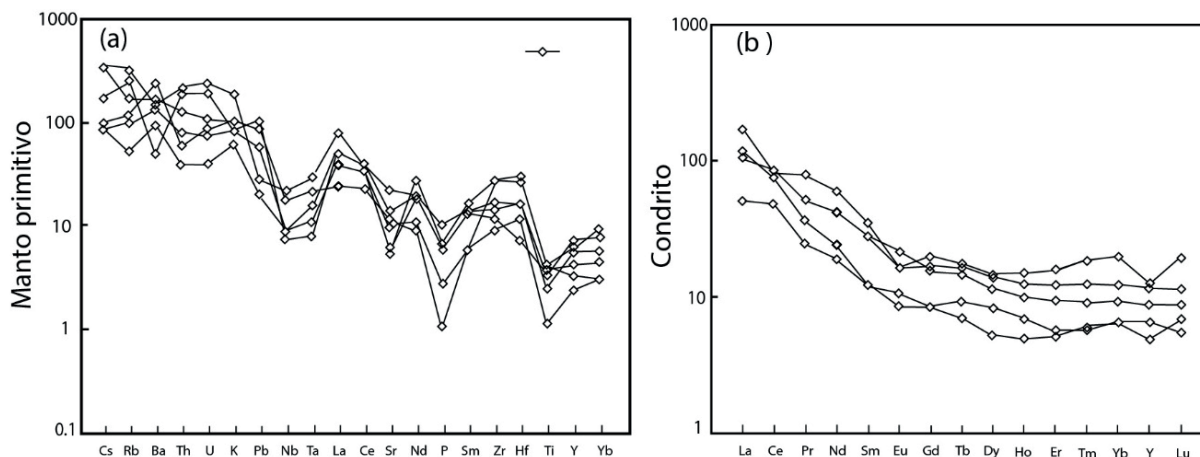 (a)
Manto primitivo
1000
100
10
1
0.1
Cs Rb Ba Th U K Pb Nb Ta La Ce Sr Nd P Sm Zr Hf Ti Y Yb
(b )
Condrito
1000
100
10
1
La Ce Pr Nd Sm Eu Gd Tb Dy Ho Er Tm Yb Y Lu